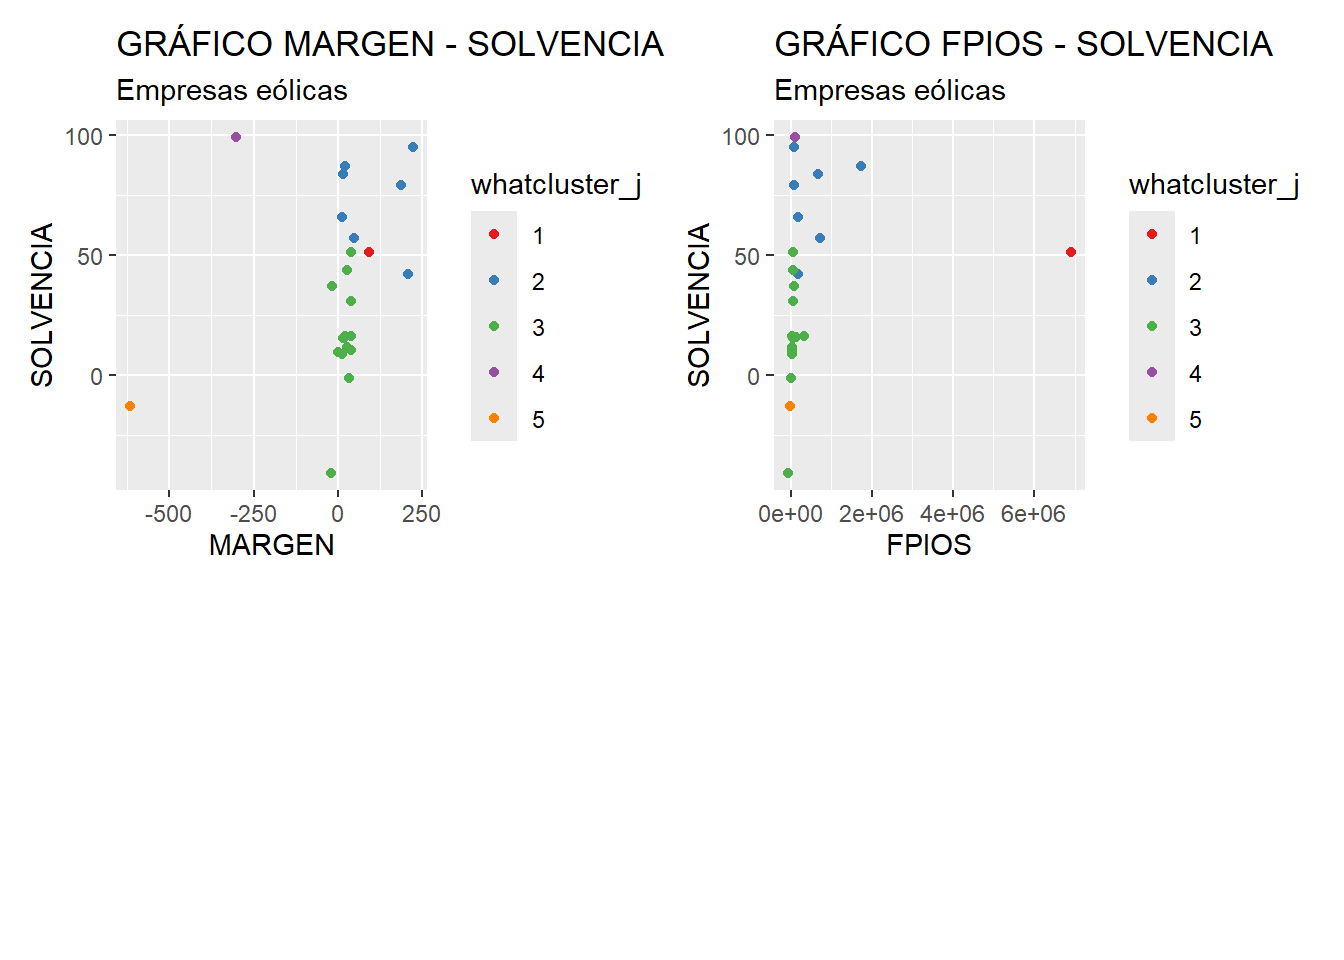 GRÁFICO MARGEN - SOLVENCIA
Empresas eólicas
100
50
0
SOLVENCIA
-500 -250 0 250
MARGEN
whatcluster_j
1
2
3
4
5
GRÁFICO FPIOS - SOLVENCIA
Empresas eólicas
100
50
0
SOLVENCIA
0e+00 2e+06 4e+06 6e+06
FPIOS
whatcluster_j
1
2
3
4
5